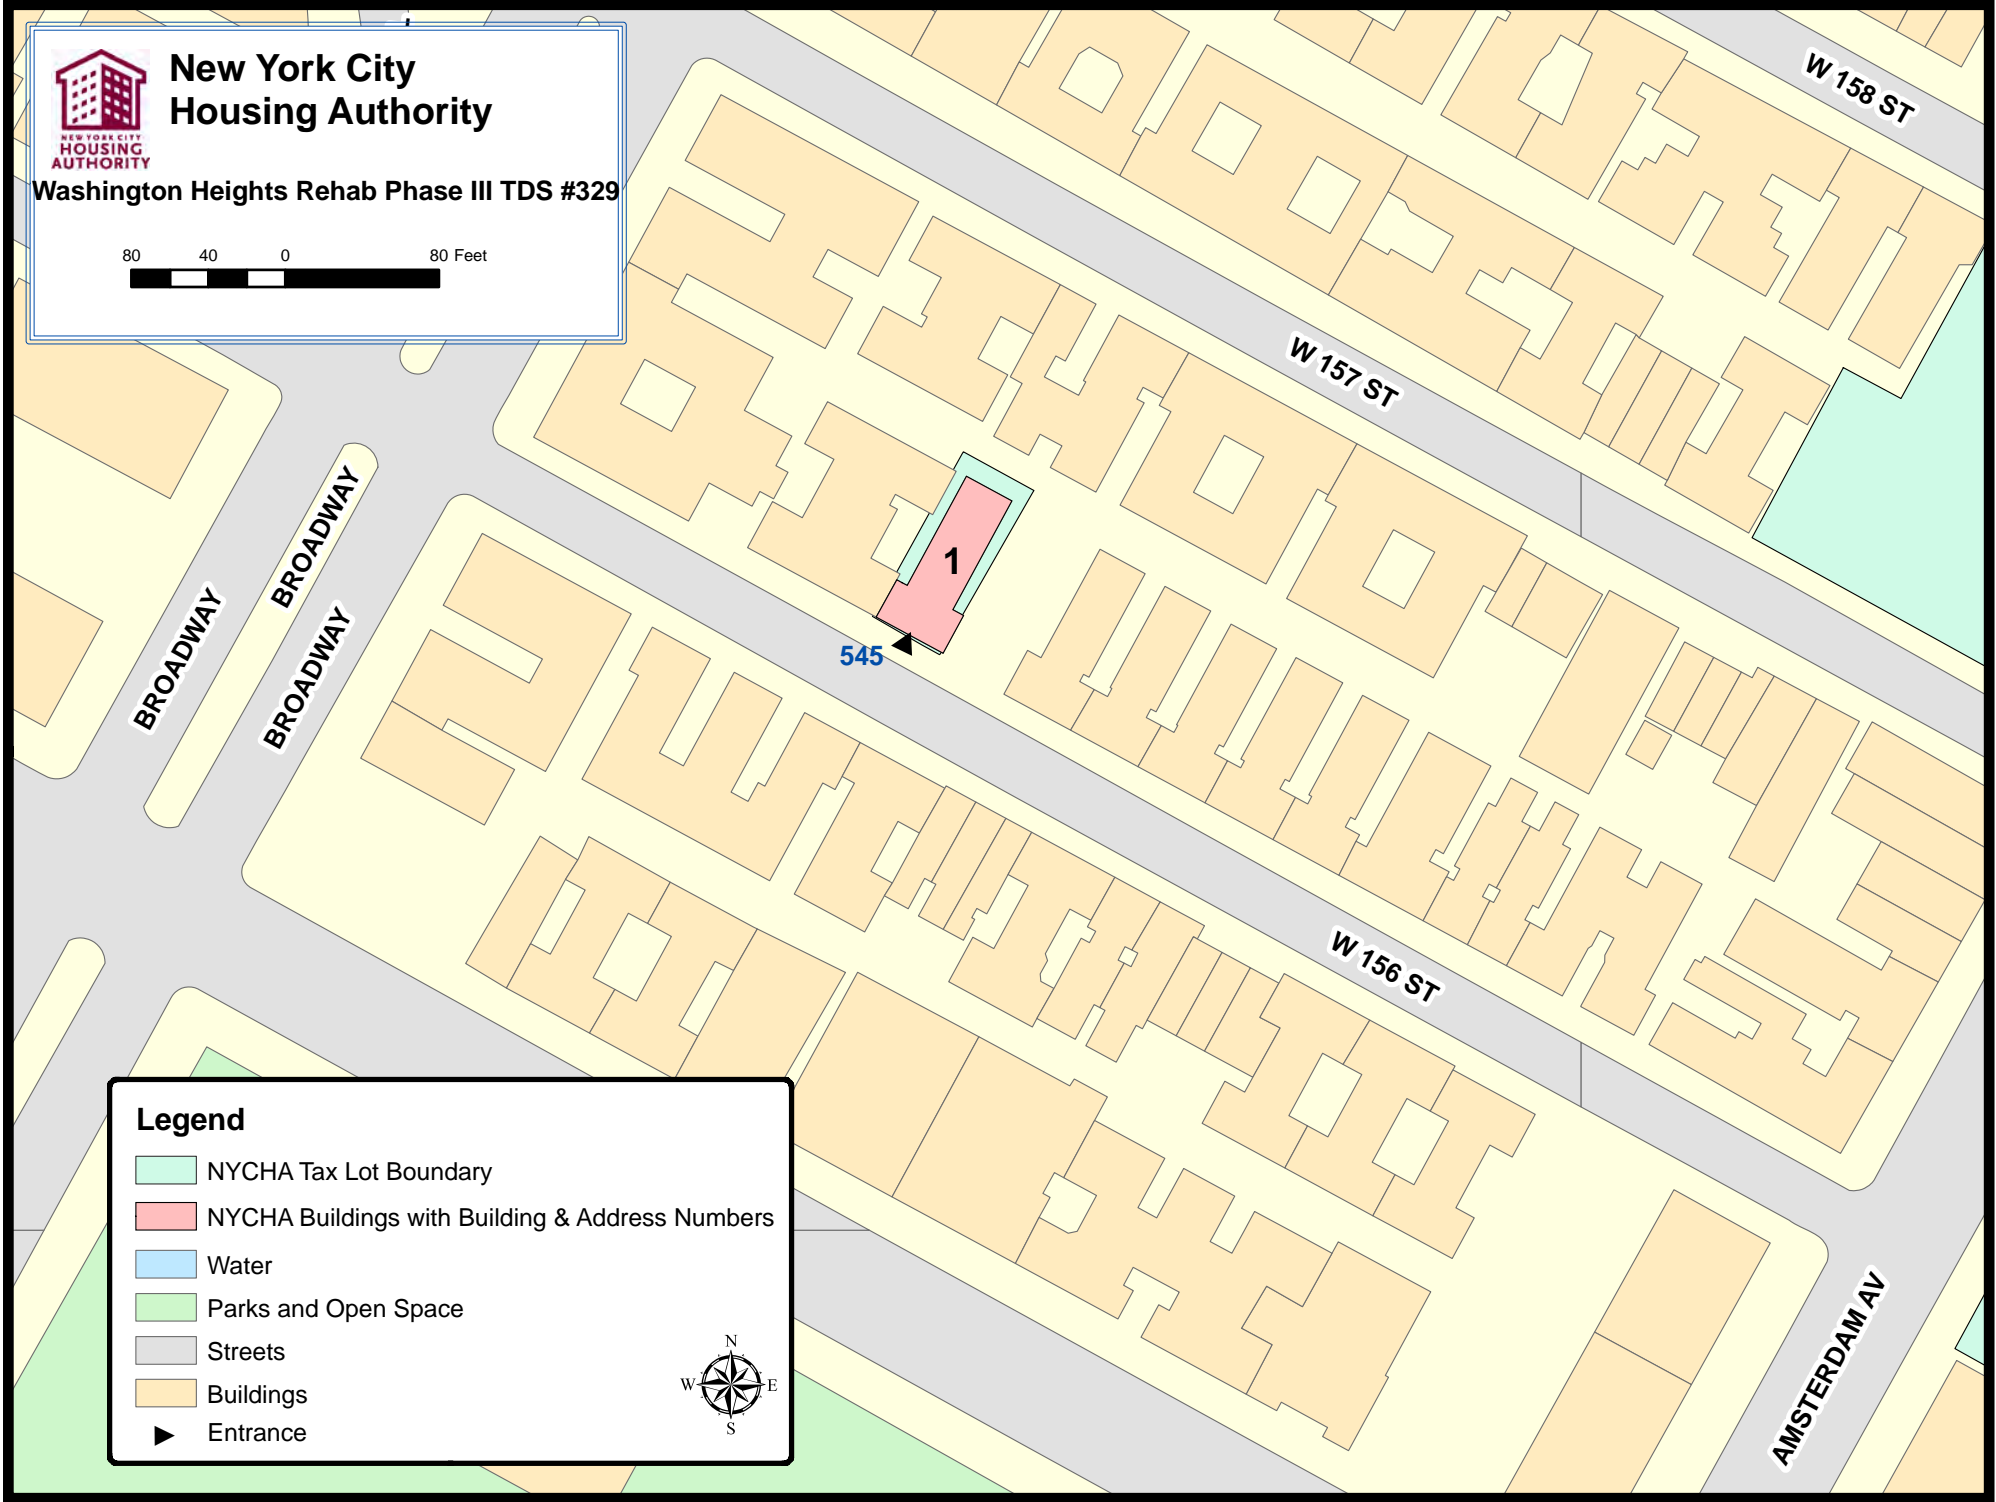 New York City
Housing Authority
NEW YORK CITY
HOUSING
AUTHORITY
Washington Heights Rehab Phase III TDS #329
80 40 0 80 Feet
W 158 ST
W 157 ST
BROADWAY
BROADWAY
BROADWAY
1
545
W 156 ST
AMSTERDAM AV
Legend
NYCHA Tax Lot Boundary
NYCHA Buildings with Building & Address Numbers
Water
Parks and Open Space
Streets
Buildings
Entrance
N
W E
S